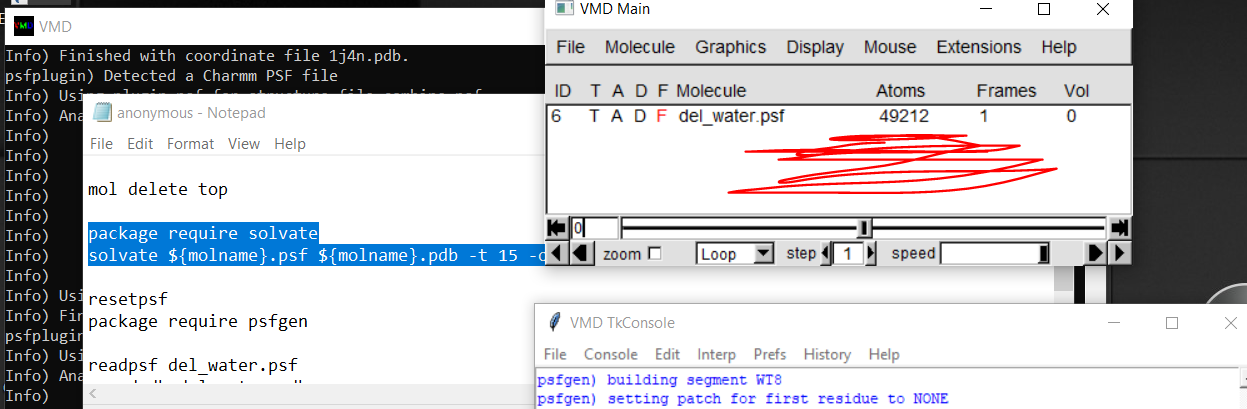 VMD
Info) Finished with coordinate file 1j4n.pdb.
psfplugin) Detected a Charmm PSF file
Info)
Info) Ana
Info)
Info)
Info)
Info)
Info)
Info)
Info)
Info)
Info) Usi
Info) Fin
psfplugin
Info) Usi
Info) Ana
Info)
anonymous - Notepad
File Edit Format View Help
mol delete top
package require solvate
solvate ${molname}.psf ${molname}.pdb -t 15 -o
resetpsf
package require psfgen
readpsf del_water.psf
VMD Main
File Molecule Graphics Display Mouse Extensions Help
ID T A D F Molecule Atoms Frames Vol
6 T A D F del_water.psf 49212 1 0
0
zoom Loop step 1 speed
VMD TkConsole
File Console Edit Interp Prefs History Help
psfgen) building segment WT8
psfgen) setting patch for first residue to NONE